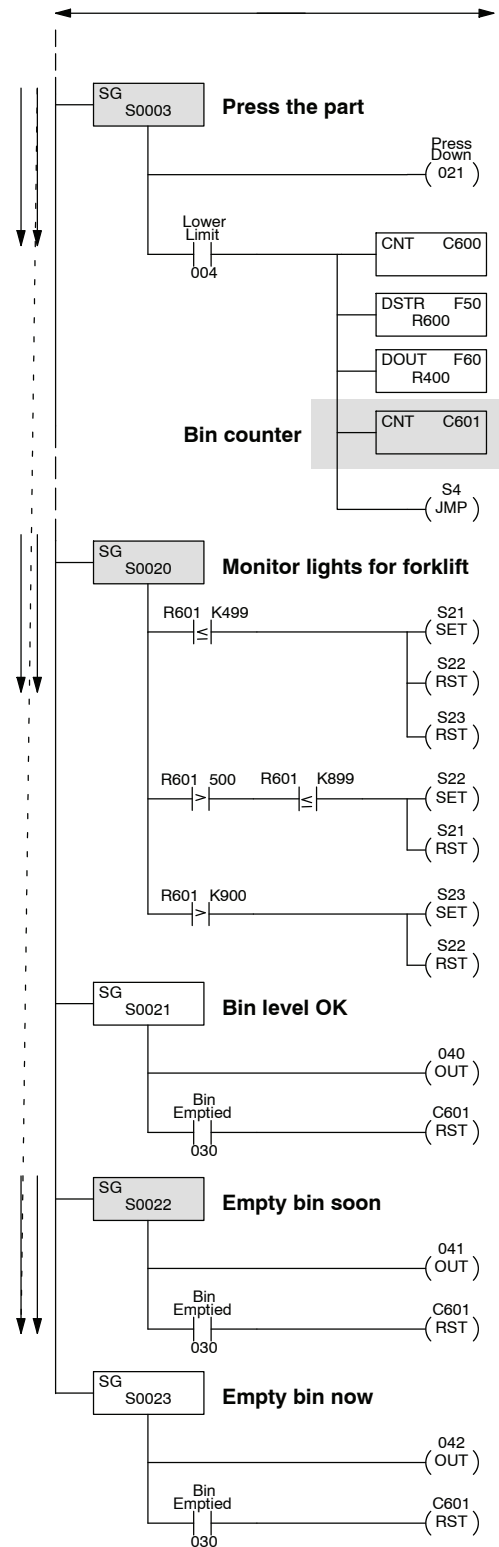 SG
S0003
Press the part
Press
Down
021
Lower
Limit
004
CNT C600
DSTR F50
R600
DOUT F60
R400
Bin counter
CNT C601
S4
JMP
SG
S0020
Monitor lights for forklift
R601 K499
≤
S21
SET
S22
RST
S23
RST
R601 500 R601 K899
> ≤
S22
SET
S21
RST
R601 K900
>
S23
SET
S22
RST
SG
S0021
Bin level OK
040
OUT
Bin
Emptied
030
C601
RST
SG
S0022
Empty bin soon
041
OUT
Bin
Emptied
030
C601
RST
SG
S0023
Empty bin now
042
OUT
Bin
Emptied
030
C601
RST